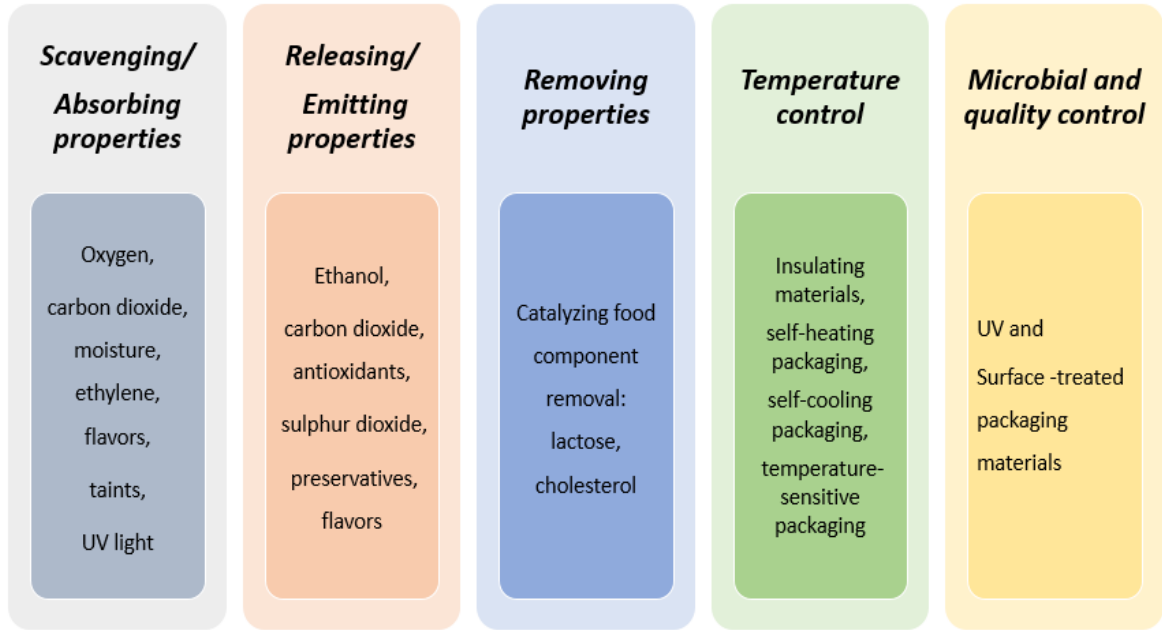 Scavenging/
Absorbing
properties
Oxygen,
carbon dioxide,
moisture,
ethylene,
flavors,
taints,
UV light
Releasing/
Emitting
properties
Ethanol,
carbon dioxide,
antioxidants,
sulphur dioxide,
preservatives,
flavors
Removing
properties
Catalyzing food
component
removal:
lactose,
cholesterol
Temperature
control
Insulating
materials,
self-heating
packaging,
self-cooling
packaging,
temperature-
sensitive
packaging
Microbial and
quality control
UV and
Surface -treated
packaging
materials